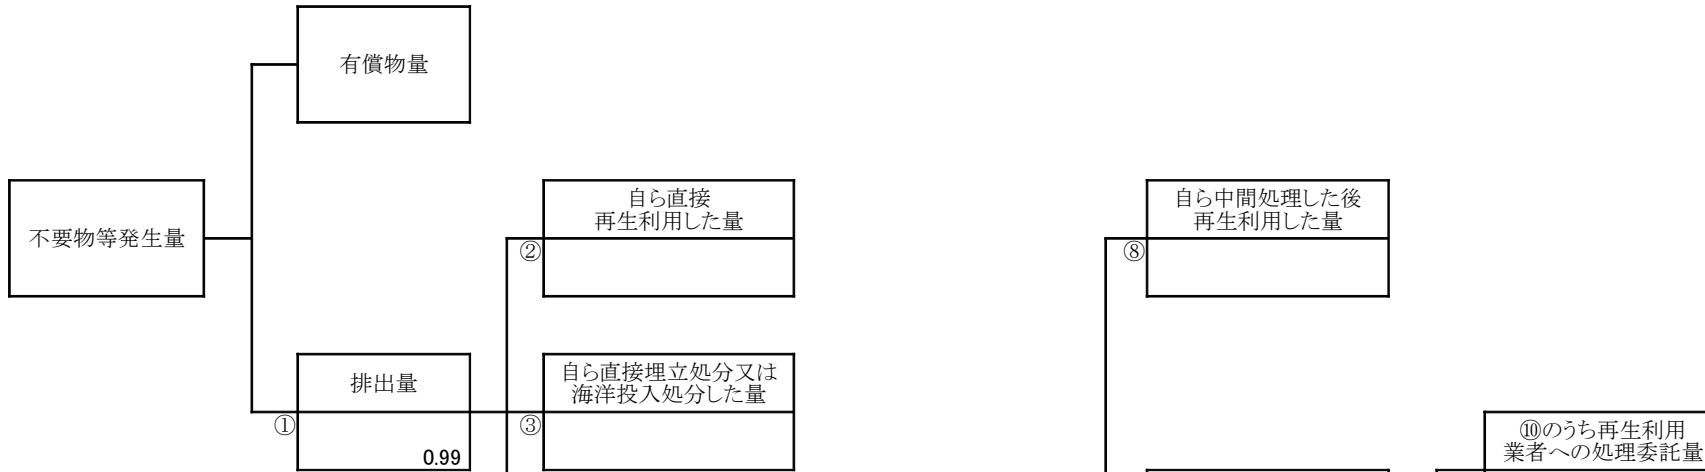 有償物量
不要物等発生量
自ら直接
再生利用した量
②
自ら中間処理した後
再生利用した量
⑧
排出量
①
0.99
自ら直接埋立処分又は
海洋投入処分した量
③
⑩のうち再生利用
業者への処理委託量